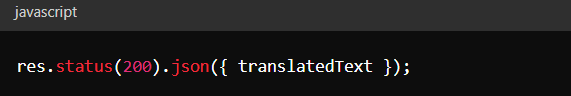 javascript
res.status(200).json({ translatedText });